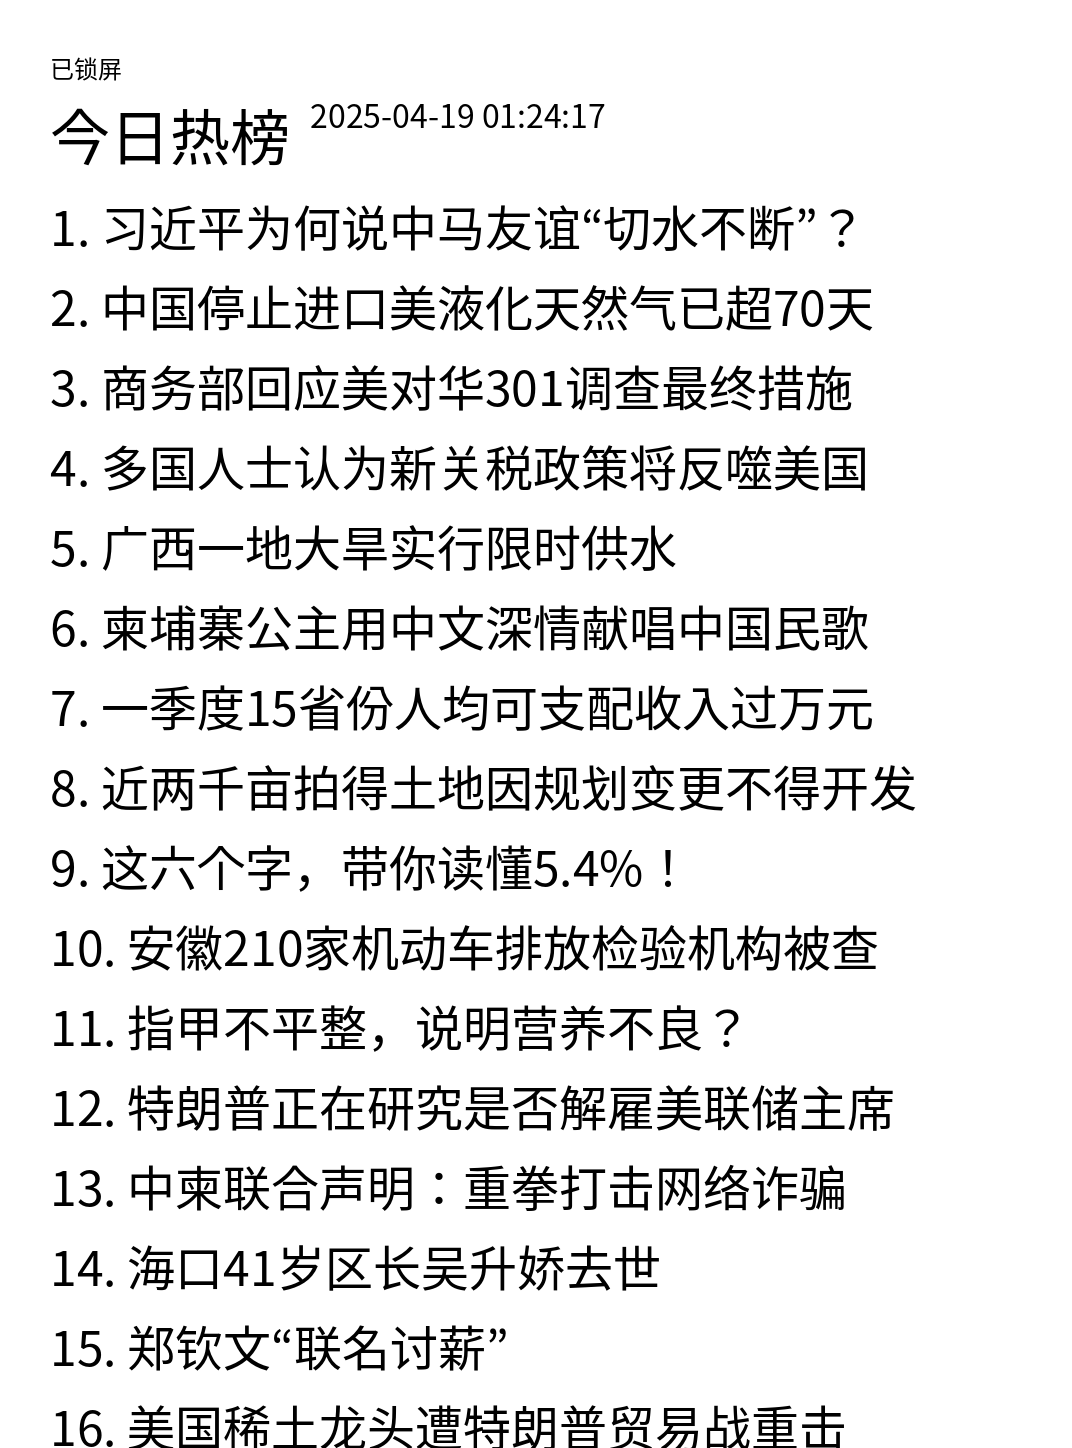 已锁屏
今日热榜 2025-04-19 01:24:17
1. 习近平为何说中马友谊“切水不断”？
2. 中国停止进口美液化天然气已超70天
3. 商务部回应美对华301调查最终措施
4. 多国人士认为新关税政策将反噬美国
5. 广西一地大旱实行限时供水
6. 柬埔寨公主用中文深情献唱中国民歌
7. 一季度15省份人均可支配收入过万元
8. 近两千亩拍得土地因规划变更不得开发
9. 这六个字，带你读懂5.4%！
10. 安徽210家机动车排放检验机构被查
11. 指甲不平整，说明营养不良？
12. 特朗普正在研究是否解雇美联储主席
13. 中柬联合声明：重拳打击网络诈骗
14. 海口41岁区长吴升娇去世
15. 郑钦文“联名讨薪”
16. 美国稀土龙头遭特朗普贸易战重击